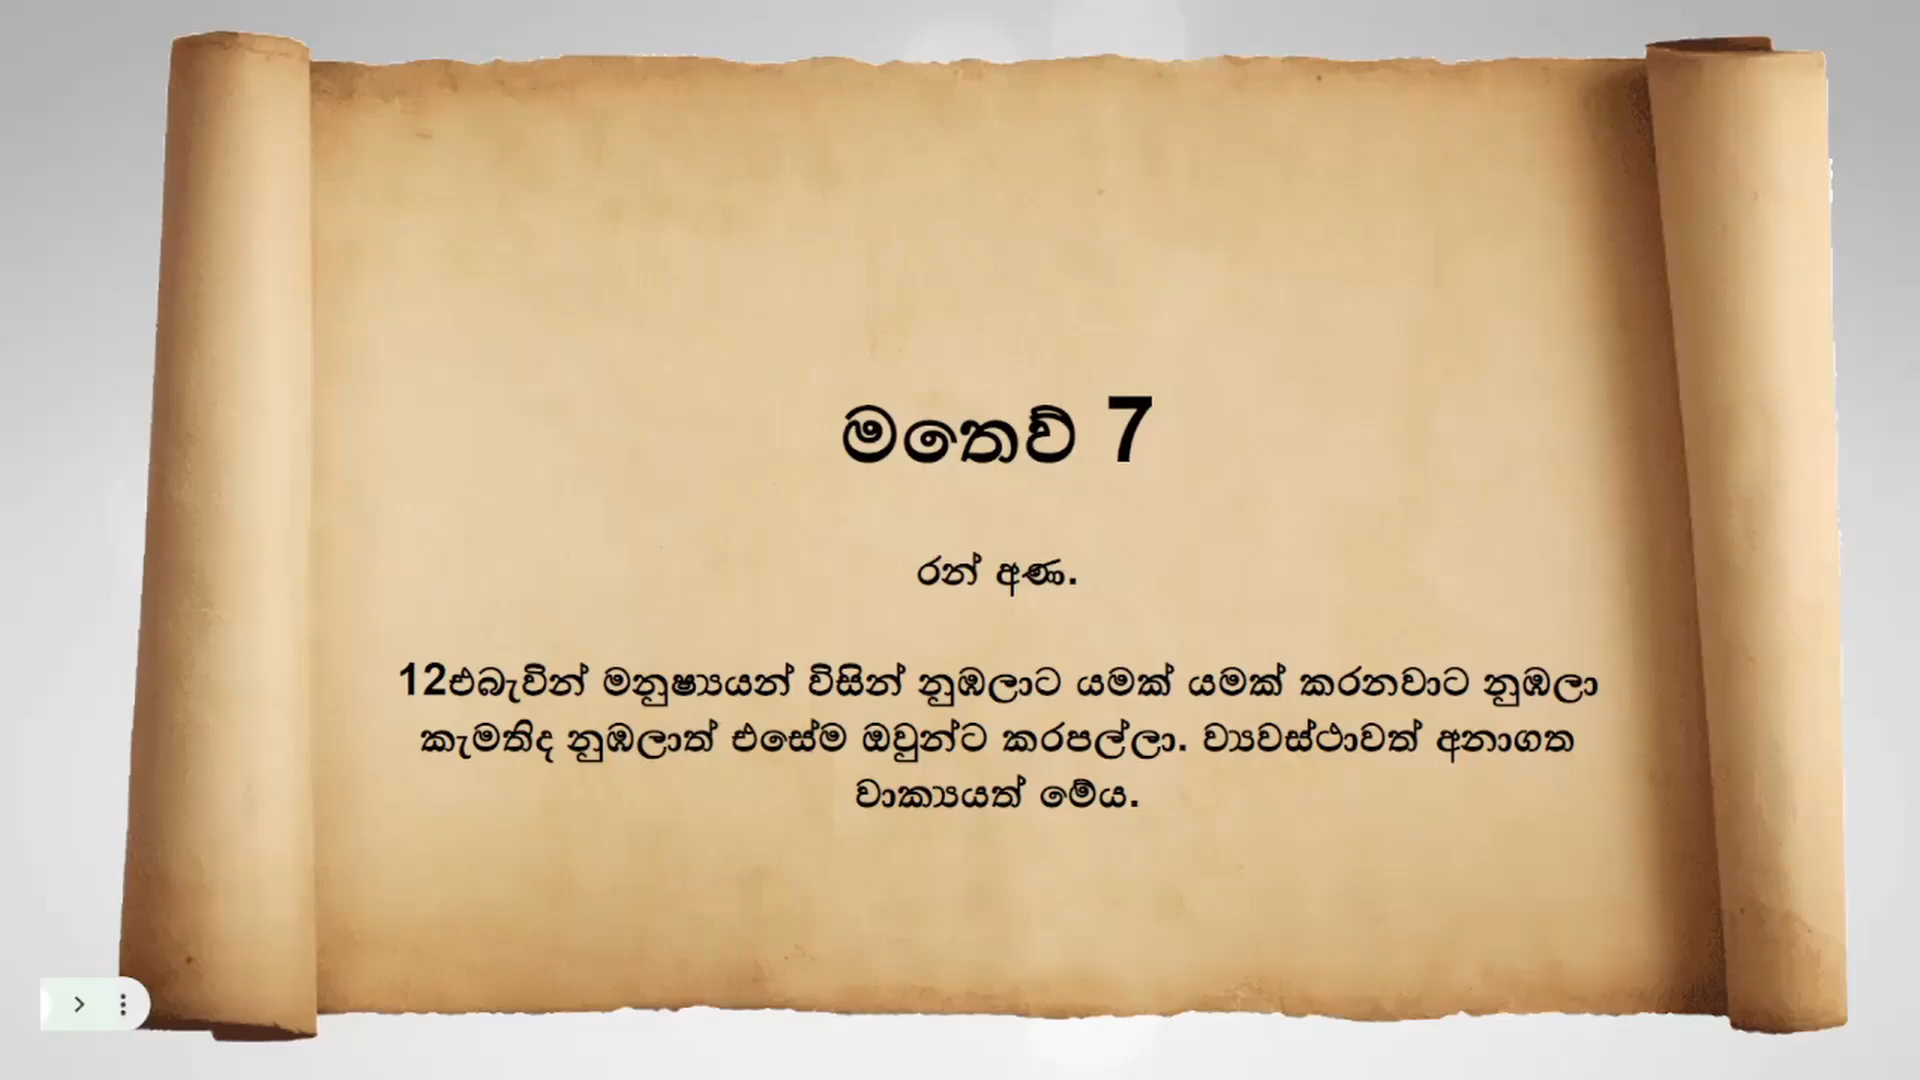 මතෙව් 7
රන් අණ.
12එබැවින් මනුෂ්‍යයන් විසින් නුඹලාට යමක් යමක් කරනවාට නුඹලා
කැමතිද නුඹලාත් එසේම ඔවුන්ට කරපල්ලා. ව්‍යවස්ථාවත් අනාගත
වාක්‍යයත් මේය.